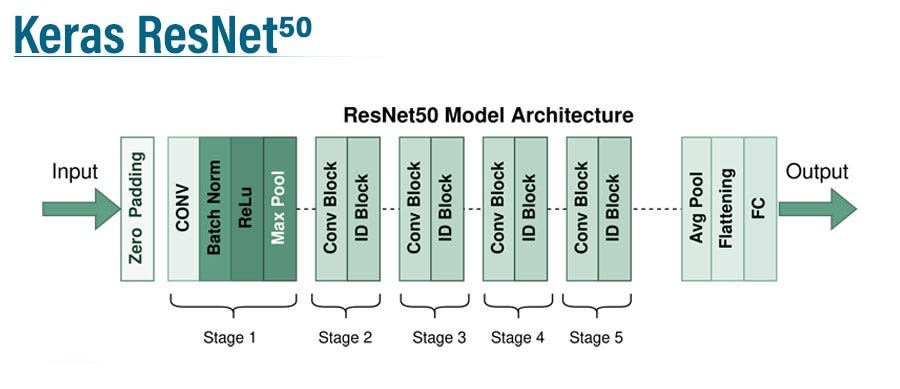 Keras ResNet⁵⁰
ResNet50 Model Architecture
Input
Zero Padding
CONV
Batch Norm
ReLu
Max Pool
Conv Block
ID Block
Conv Block
ID Block
Conv Block
ID Block
Conv Block
ID Block
Avg Pool
Flattening
FC
Output
Stage 1
Stage 2
Stage 3
Stage 4
Stage 5